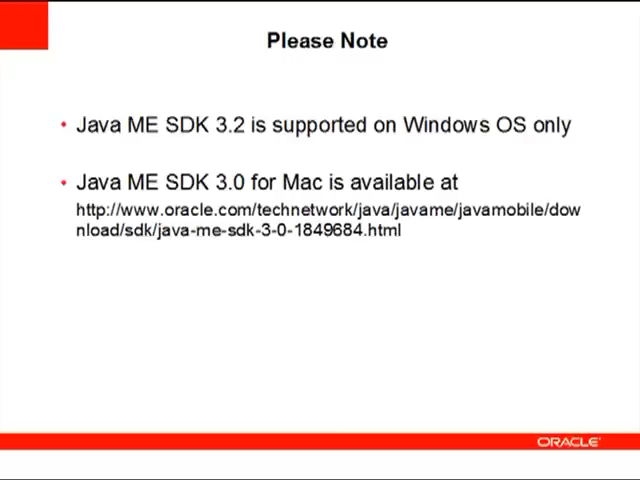 Please Note
• Java ME SDK 3.2 is supported on Windows OS only
• Java ME SDK 3.0 for Mac is available at
http://www.oracle.com/technetwork/java/javame/javamobile/dow
nload/sdk/java-me-sdk-3-0-1849684.html
ORACLE